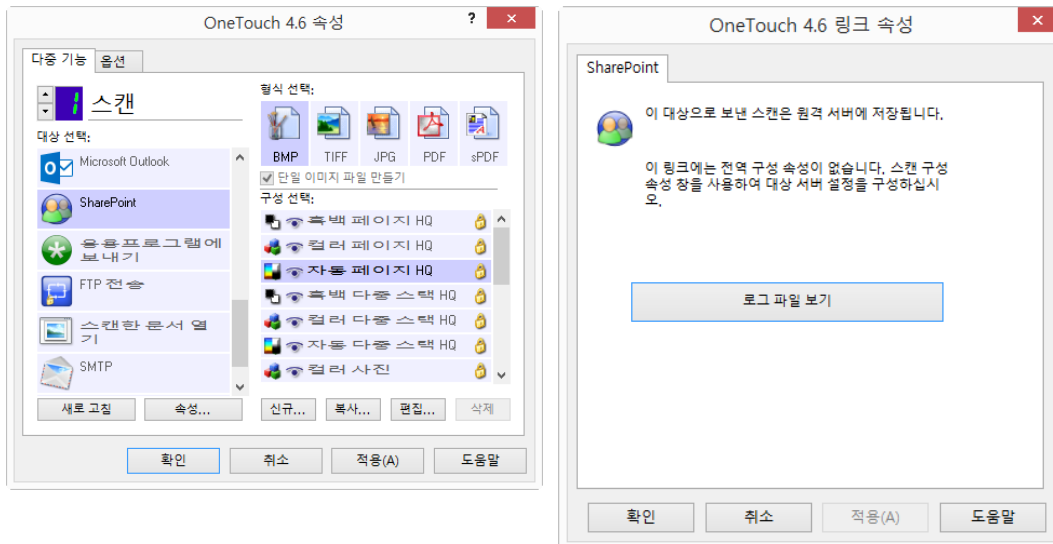 OneTouch 4.6 속성
?
×
다중 기능
옵션
1
스캔
대상 선택:
Microsoft Outlook
SharePoint
응용프로그램에
보내기
FTP 전송
스캔한 문서 열
기
SMTP
새로 고침
속성...
형식 선택:
BMP
TIFF
JPG
PDF
sPDF
단일 이미지 파일 만들기
구성 선택:
흑백 페이지 HQ
컬러 페이지 HQ
자동 페이지 HQ
흑백 다중 스택 HQ
컬러 다중 스택 HQ
자동 다중 스택 HQ
컬러 사진
신규...
복사...
편집...
삭제
확인
취소
적용(A)
도움말
OneTouch 4.6 링크 속성
×
SharePoint
이 대상으로 보낸 스캔은 원격 서버에 저장됩니다.
이 링크에는 전역 구성 속성이 없습니다. 스캔 구성
속성 창을 사용하여 대상 서버 설정을 구성하십시
오.
로그 파일 보기
확인
취소
적용(A)
도움말